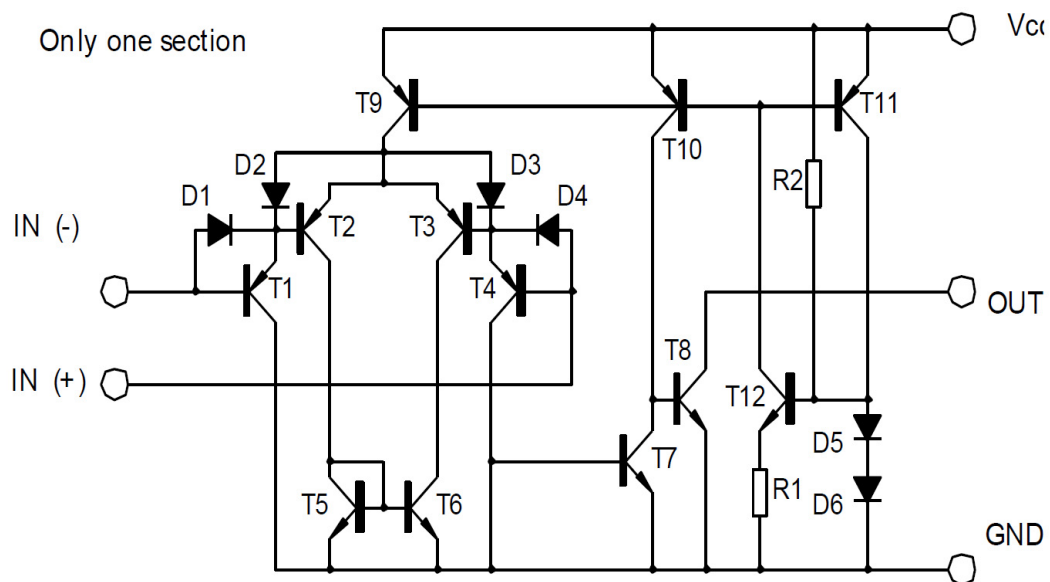 Only one section
Vcc
T9
T10
T11
D2
D3
D1
D4
R2
IN (-)
T2
T3
T1
T4
OUT
T8
IN (+)
T12
D5
T7
T5
T6
R1
D6
GND